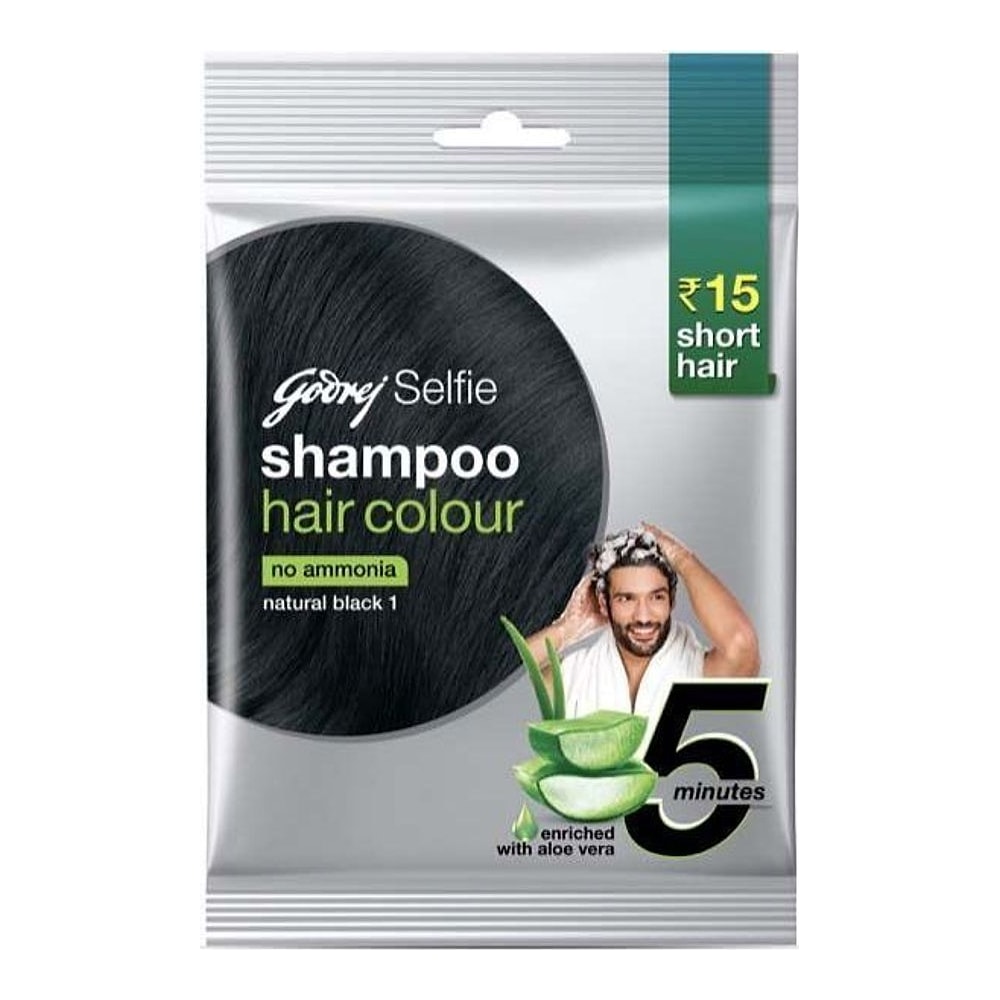 ₹15
short
hair
Godrej Selfie
shampoo
hair colour
no ammonia
natural black 1
5
minutes
enriched
with aloe vera